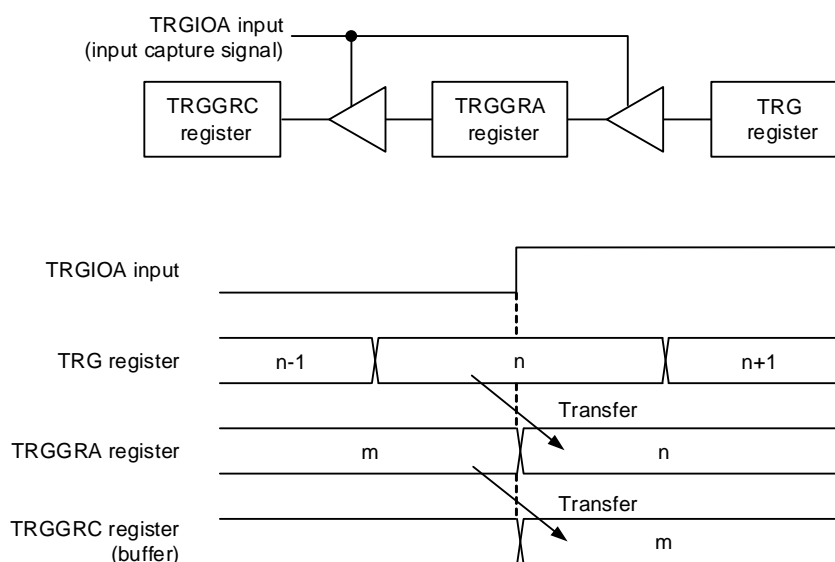 TRGIOA input
(input capture signal)
TRGGRC
register
TRGGRA
register
TRG
register
TRGIOA input
TRG register
n-1
n
n+1
Transfer
TRGGRA register
m
n
Transfer
TRGGRC register
(buffer)
m